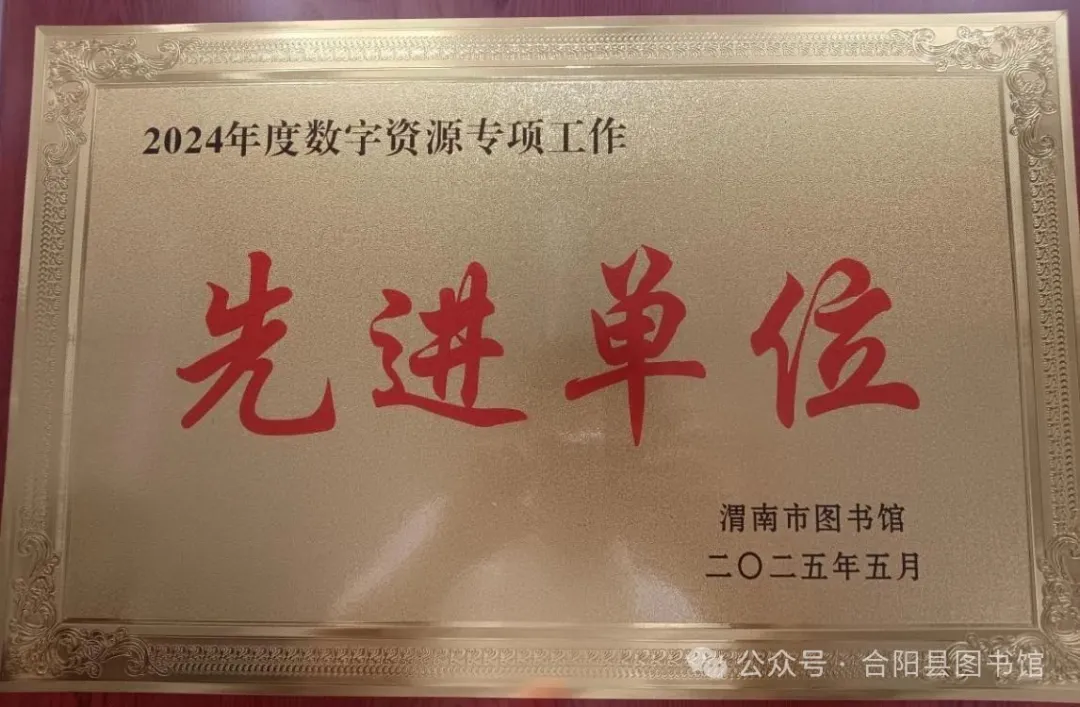 2024年度数字资源专项工作
先进单位
渭南市图书馆
二〇二五年五月
公众号·合阳县图书馆